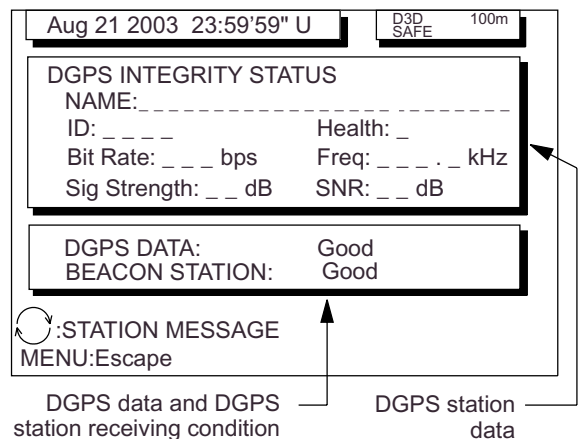 Aug 21 2003  23:59'59" U
D3D 100m
SAFE
DGPS INTEGRITY STATUS
NAME:_ _ _ _ _ _ _ _ _ _ _ _ _ _ _ _ _ _ _ _ _ _ _ _
ID: _ _ _ _ Health: _
Bit Rate: _ _ _ bps Freq: _ _ _ . _ kHz
Sig Strength: _ _ dB SNR: _ _ dB
DGPS DATA: Good
BEACON STATION: Good
:STATION MESSAGE
MENU:Escape
DGPS data and DGPS
station receiving condition
DGPS station
data